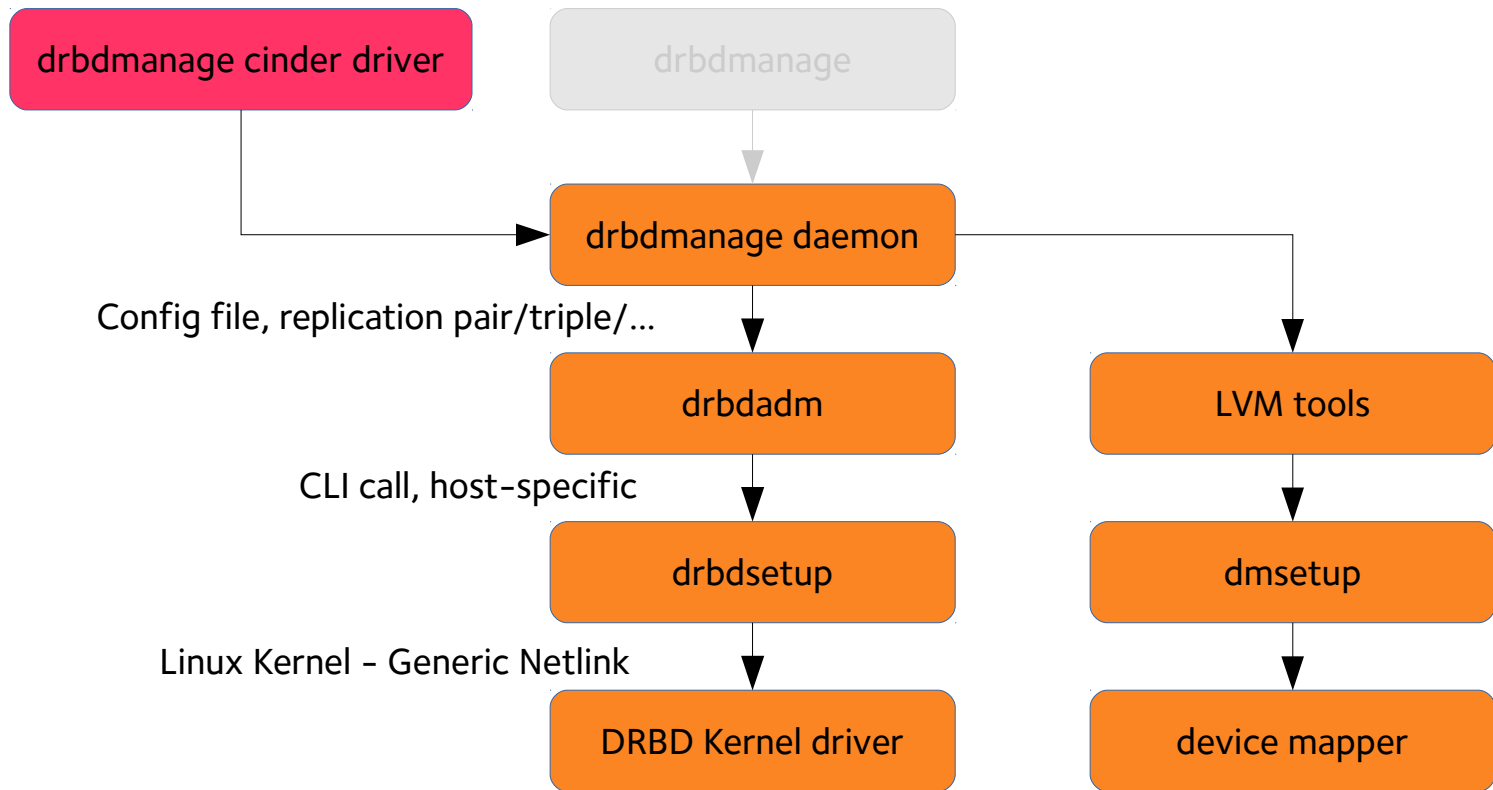 drbdmanage cinder driver
drbdmanage
drbdmanage daemon
Config file, replication pair/triple/...
drbdadm
LVM tools
CLI call, host-specific
drbdsetup
dmsetup
Linux Kernel - Generic Netlink
DRBD Kernel driver
device mapper